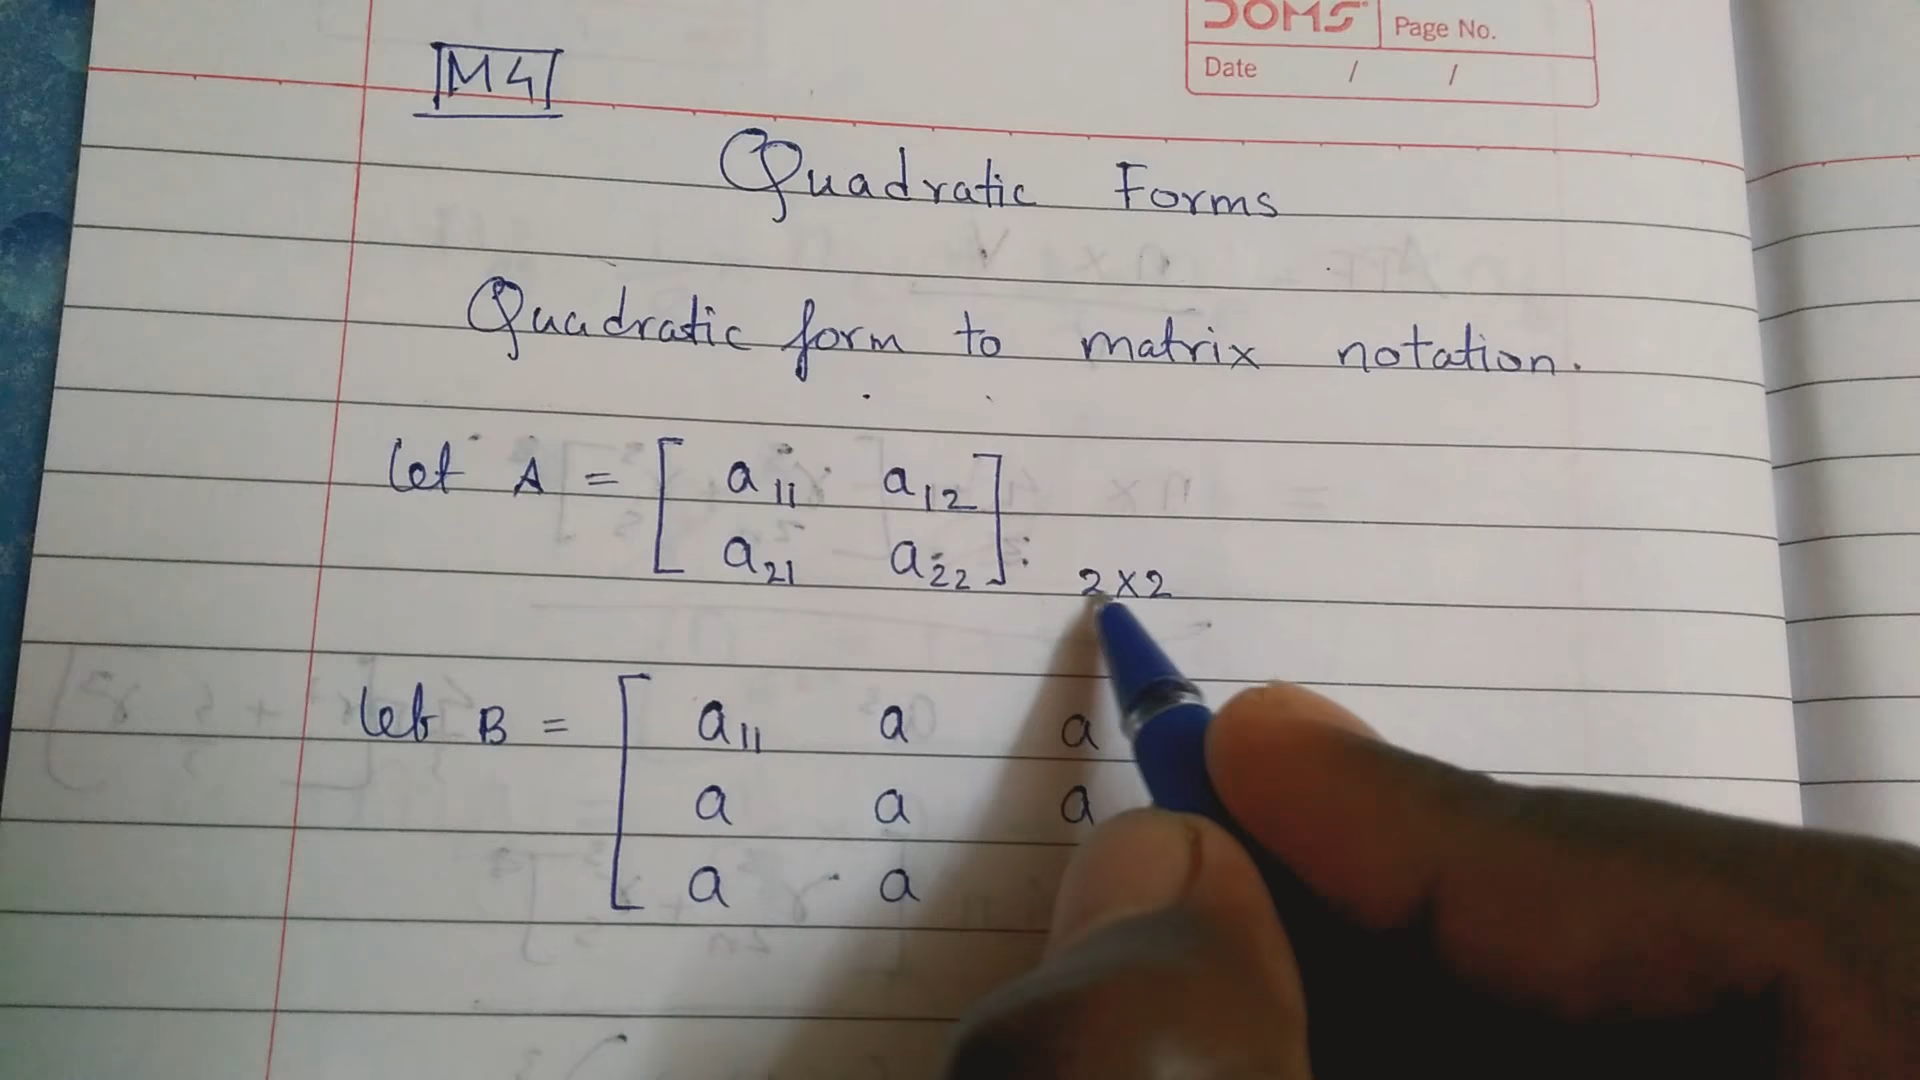 DOMS Page No.
Date / /
M4
Quadratic Forms
Quadratic form to matrix notation.
Let A = [ a11 a12
a21 a22 ] 2×2
Let B = [ a11 a a
a a a
a a